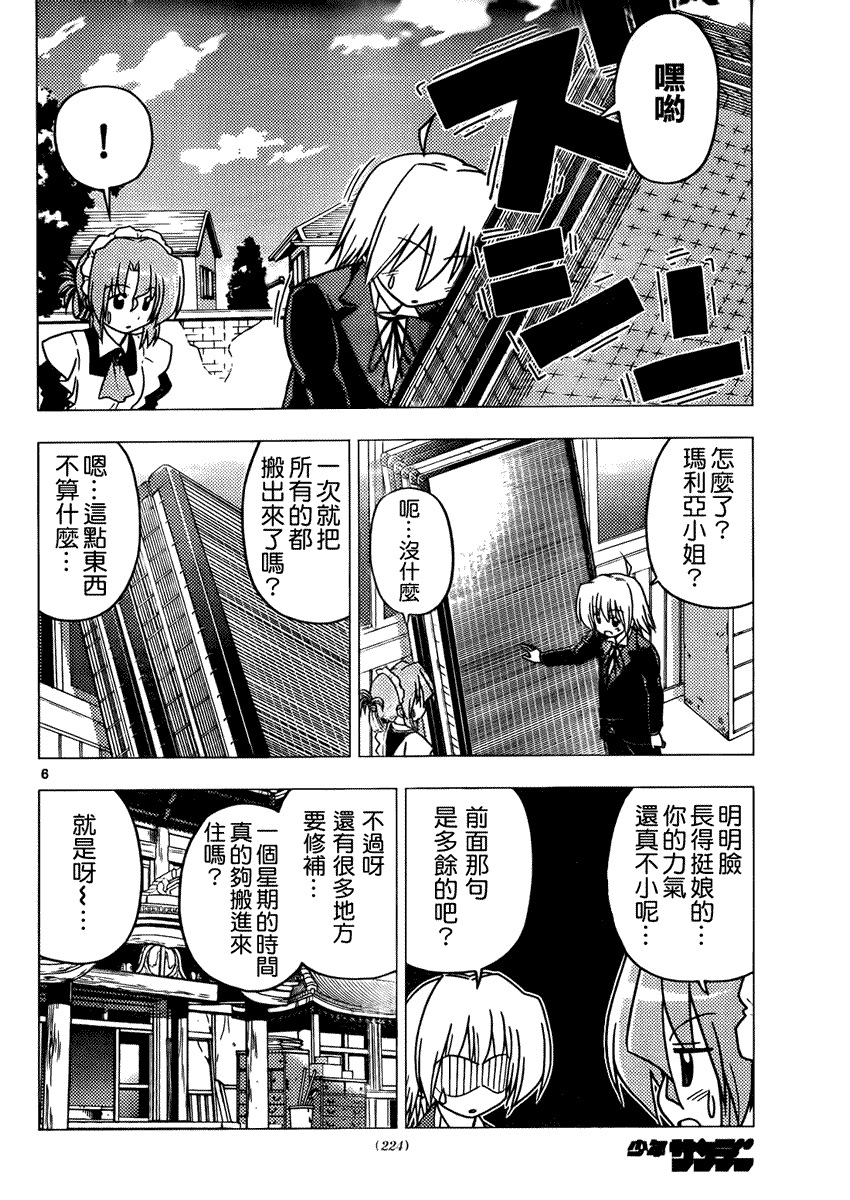 嘿喲
ズズーン
！
怎麼了？
瑪利亞小姐？
呃…沒什麼
一次就把
所有的都
搬出來了嗎？
嗯…這點東西
不算什麼…
6
明明臉
長得挺娘的…
你的力氣
還真不小呢…
前面那句
是多餘的吧？
不過呀
還有很多地方
要修補…
一個星期的時間
真的夠搬進來
住嗎？
就是呀～…
(224)
少年サンデー